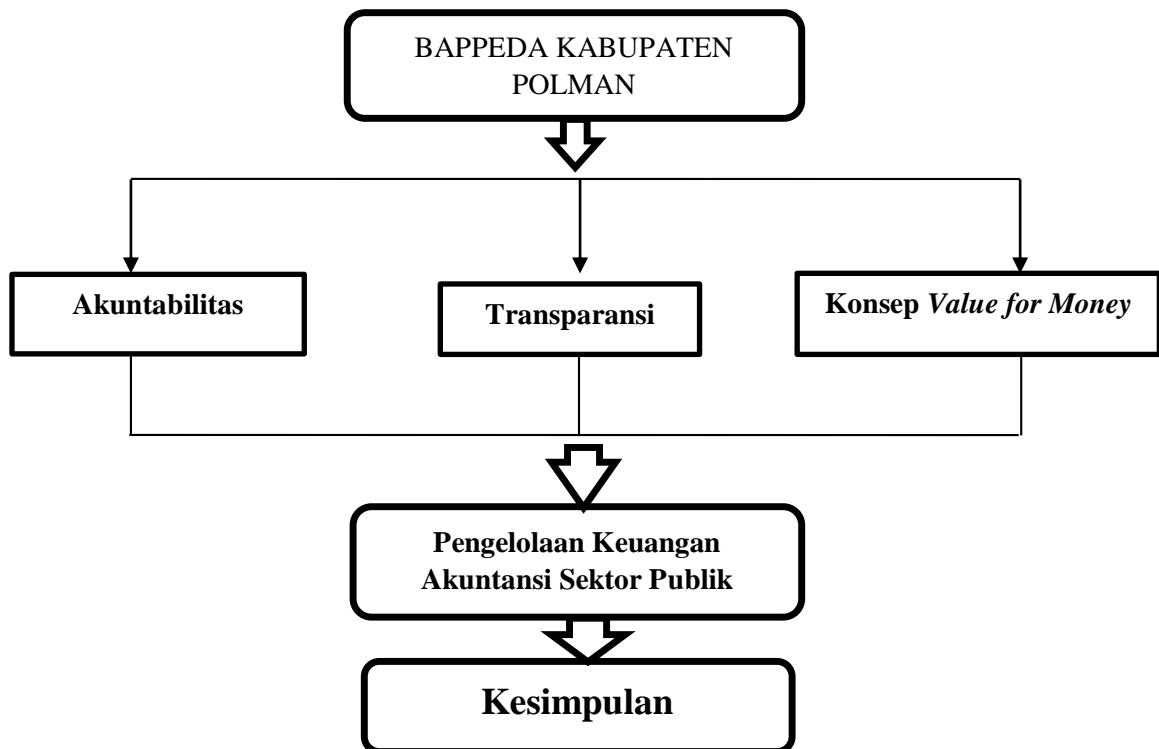 BAPPEDA KABUPATEN
POLMAN
Akuntabilitas
Transparansi
Konsep Value for Money
Pengelolaan Keuangan
Akuntansi Sektor Publik
Kesimpulan